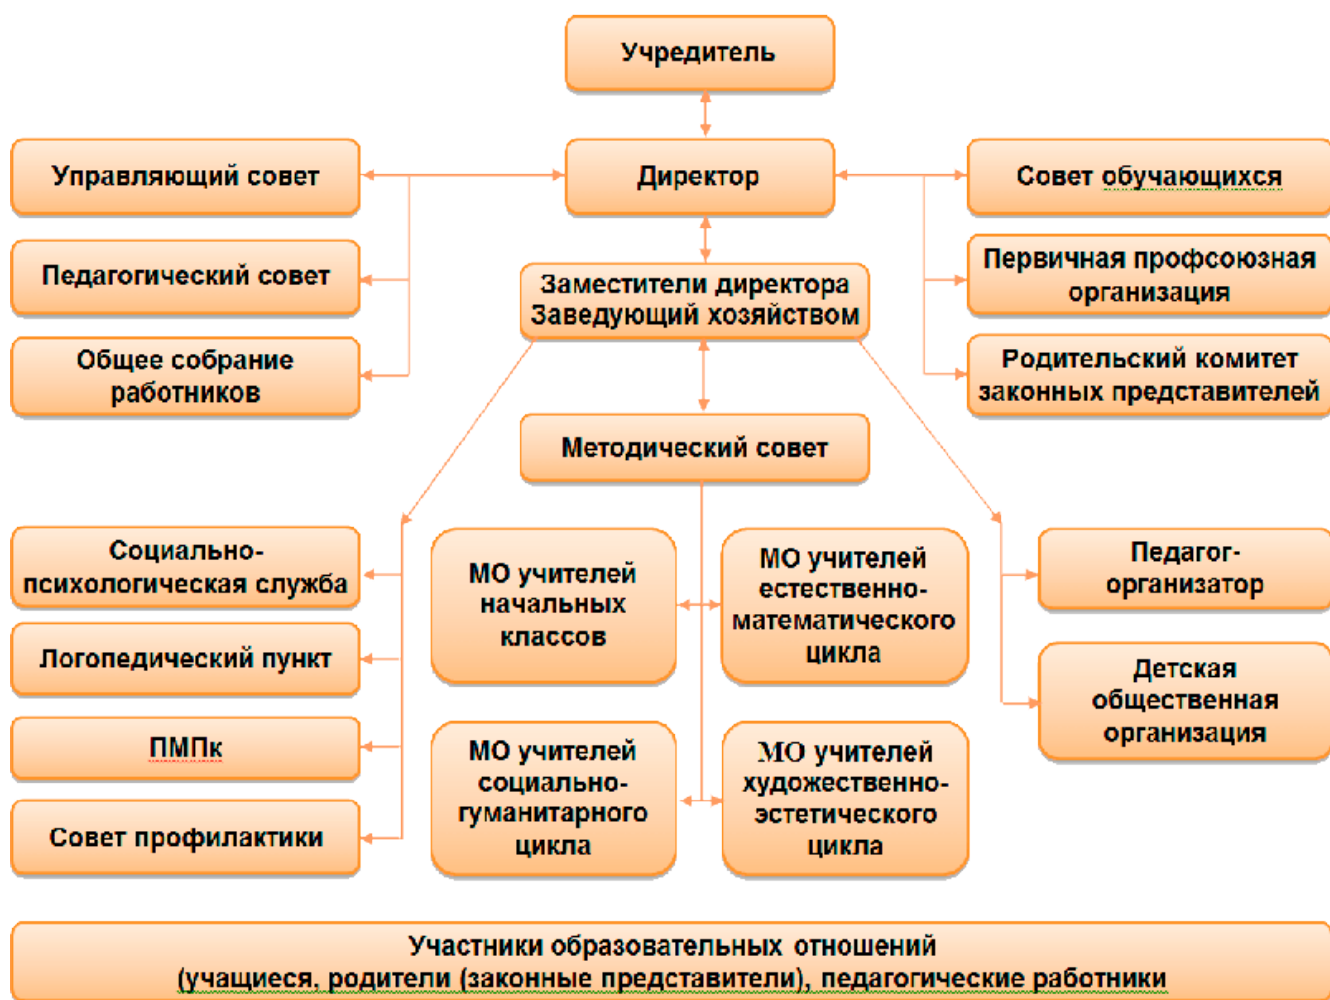 Учредитель
Управляющий совет
Директор
Совет обучающихся
Педагогический совет
Заместители директора
Заведующий хозяйством
Первичная профсоюзная
организация
Общее собрание
работников
Родительский комитет
законных представителей
Методический совет
Социально-
психологическая служба
Логопедический пункт
ПМПк
Совет профилактики
МО учителей
начальных
классов
МО учителей
естественно-
математического
цикла
МО учителей
социально-
гуманитарного
цикла
МО учителей
художественно-
эстетического
цикла
Педагог-
организатор
Детская
общественная
организация
Участники образовательных отношений
(учащиеся, родители (законные представители), педагогические работники